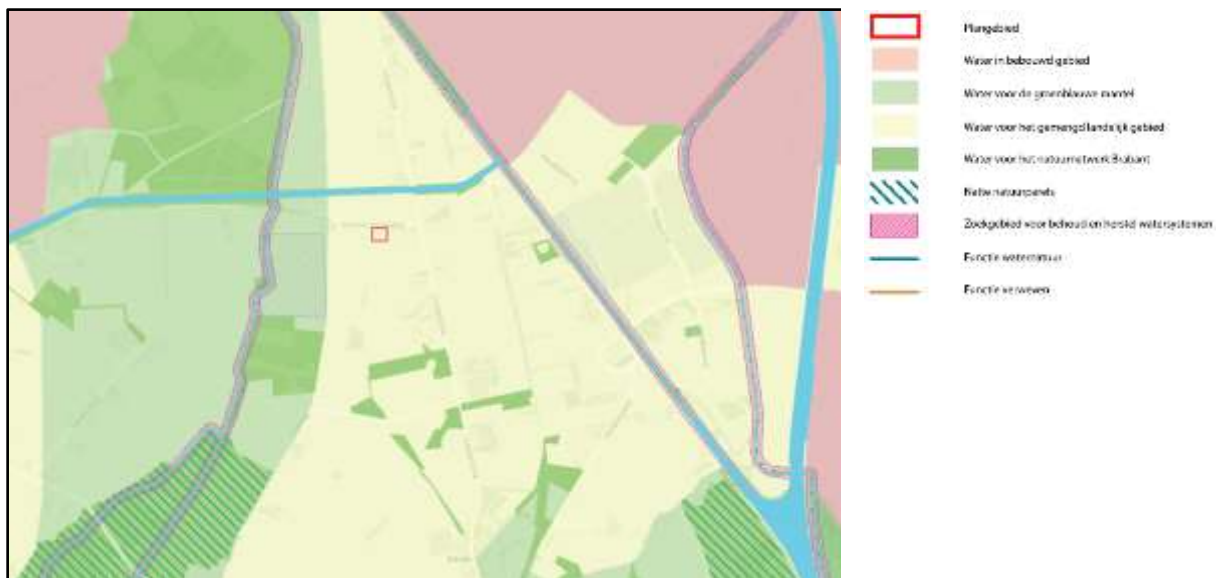 Plangebied
Water in bebouwd gebied
Water voor de groenblauwe mantel
Water voor het gemengd landelijk gebied
Water voor het natuurnetwerk Brabant
Natte natuurparels
Zoekgebied voor behoud en herstel watersystemen
Functie waternatuur
Functie verweven